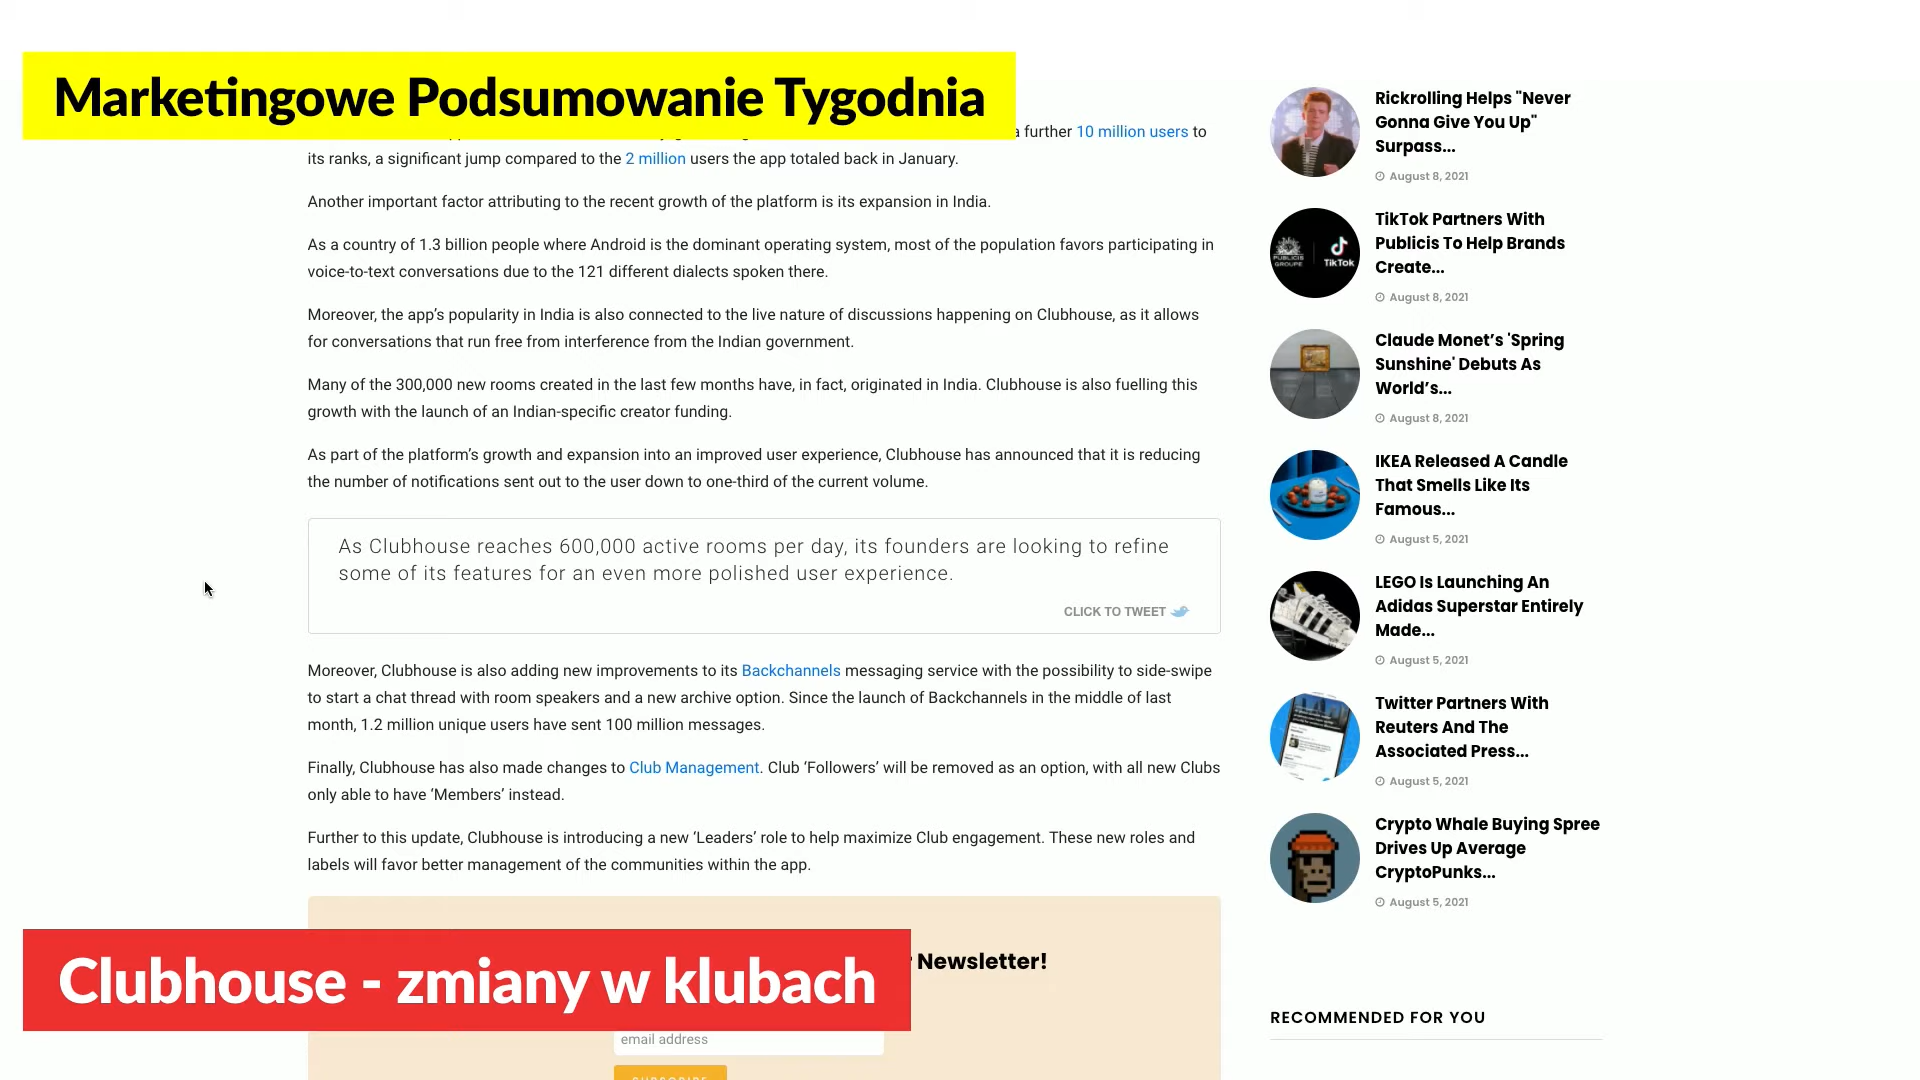 Marketingowe Podsumowanie Tygodnia
a further 10 million users to
its ranks, a significant jump compared to the 2 million users the app totaled back in January.
Another important factor attributing to the recent growth of the platform is its expansion in India.
As a country of 1.3 billion people where Android is the dominant operating system, most of the population favors participating in
voice-to-text conversations due to the 121 different dialects spoken there.
Moreover, the app’s popularity in India is also connected to the live nature of discussions happening on Clubhouse, as it allows
for conversations that run free from interference from the Indian government.
Many of the 300,000 new rooms created in the last few months have, in fact, originated in India. Clubhouse is also fuelling this
growth with the launch of an Indian-specific creator funding.
As part of the platform’s growth and expansion into an improved user experience, Clubhouse has announced that it is reducing
the number of notifications sent out to the user down to one-third of the current volume.
As Clubhouse reaches 600,000 active rooms per day, its founders are looking to refine
some of its features for an even more polished user experience.
CLICK TO TWEET
Moreover, Clubhouse is also adding new improvements to its Backchannels messaging service with the possibility to side-swipe
to start a chat thread with room speakers and a new archive option. Since the launch of Backchannels in the middle of last
month, 1.2 million unique users have sent 100 million messages.
Finally, Clubhouse has also made changes to Club Management. Club ‘Followers’ will be removed as an option, with all new Clubs
only able to have ‘Members’ instead.
Further to this update, Clubhouse is introducing a new ‘Leaders’ role to help maximize Club engagement. These new roles and
labels will favor better management of the communities within the app.
Newsletter!
Clubhouse - zmiany w klubach
email address
SUBSCRIBE
Rickrolling Helps "Never
Gonna Give You Up"
Surpass...
August 8, 2021
PUBLICIS
GROUPE
TikTok
TikTok Partners With
Publicis To Help Brands
Create...
August 8, 2021
Claude Monet’s 'Spring
Sunshine' Debuts As
World’s...
August 8, 2021
IKEA Released A Candle
That Smells Like Its
Famous...
August 5, 2021
LEGO Is Launching An
Adidas Superstar Entirely
Made...
August 5, 2021
Twitter Partners With
Reuters And The
Associated Press...
August 5, 2021
Crypto Whale Buying Spree
Drives Up Average
CryptoPunks...
August 5, 2021
RECOMMENDED FOR YOU